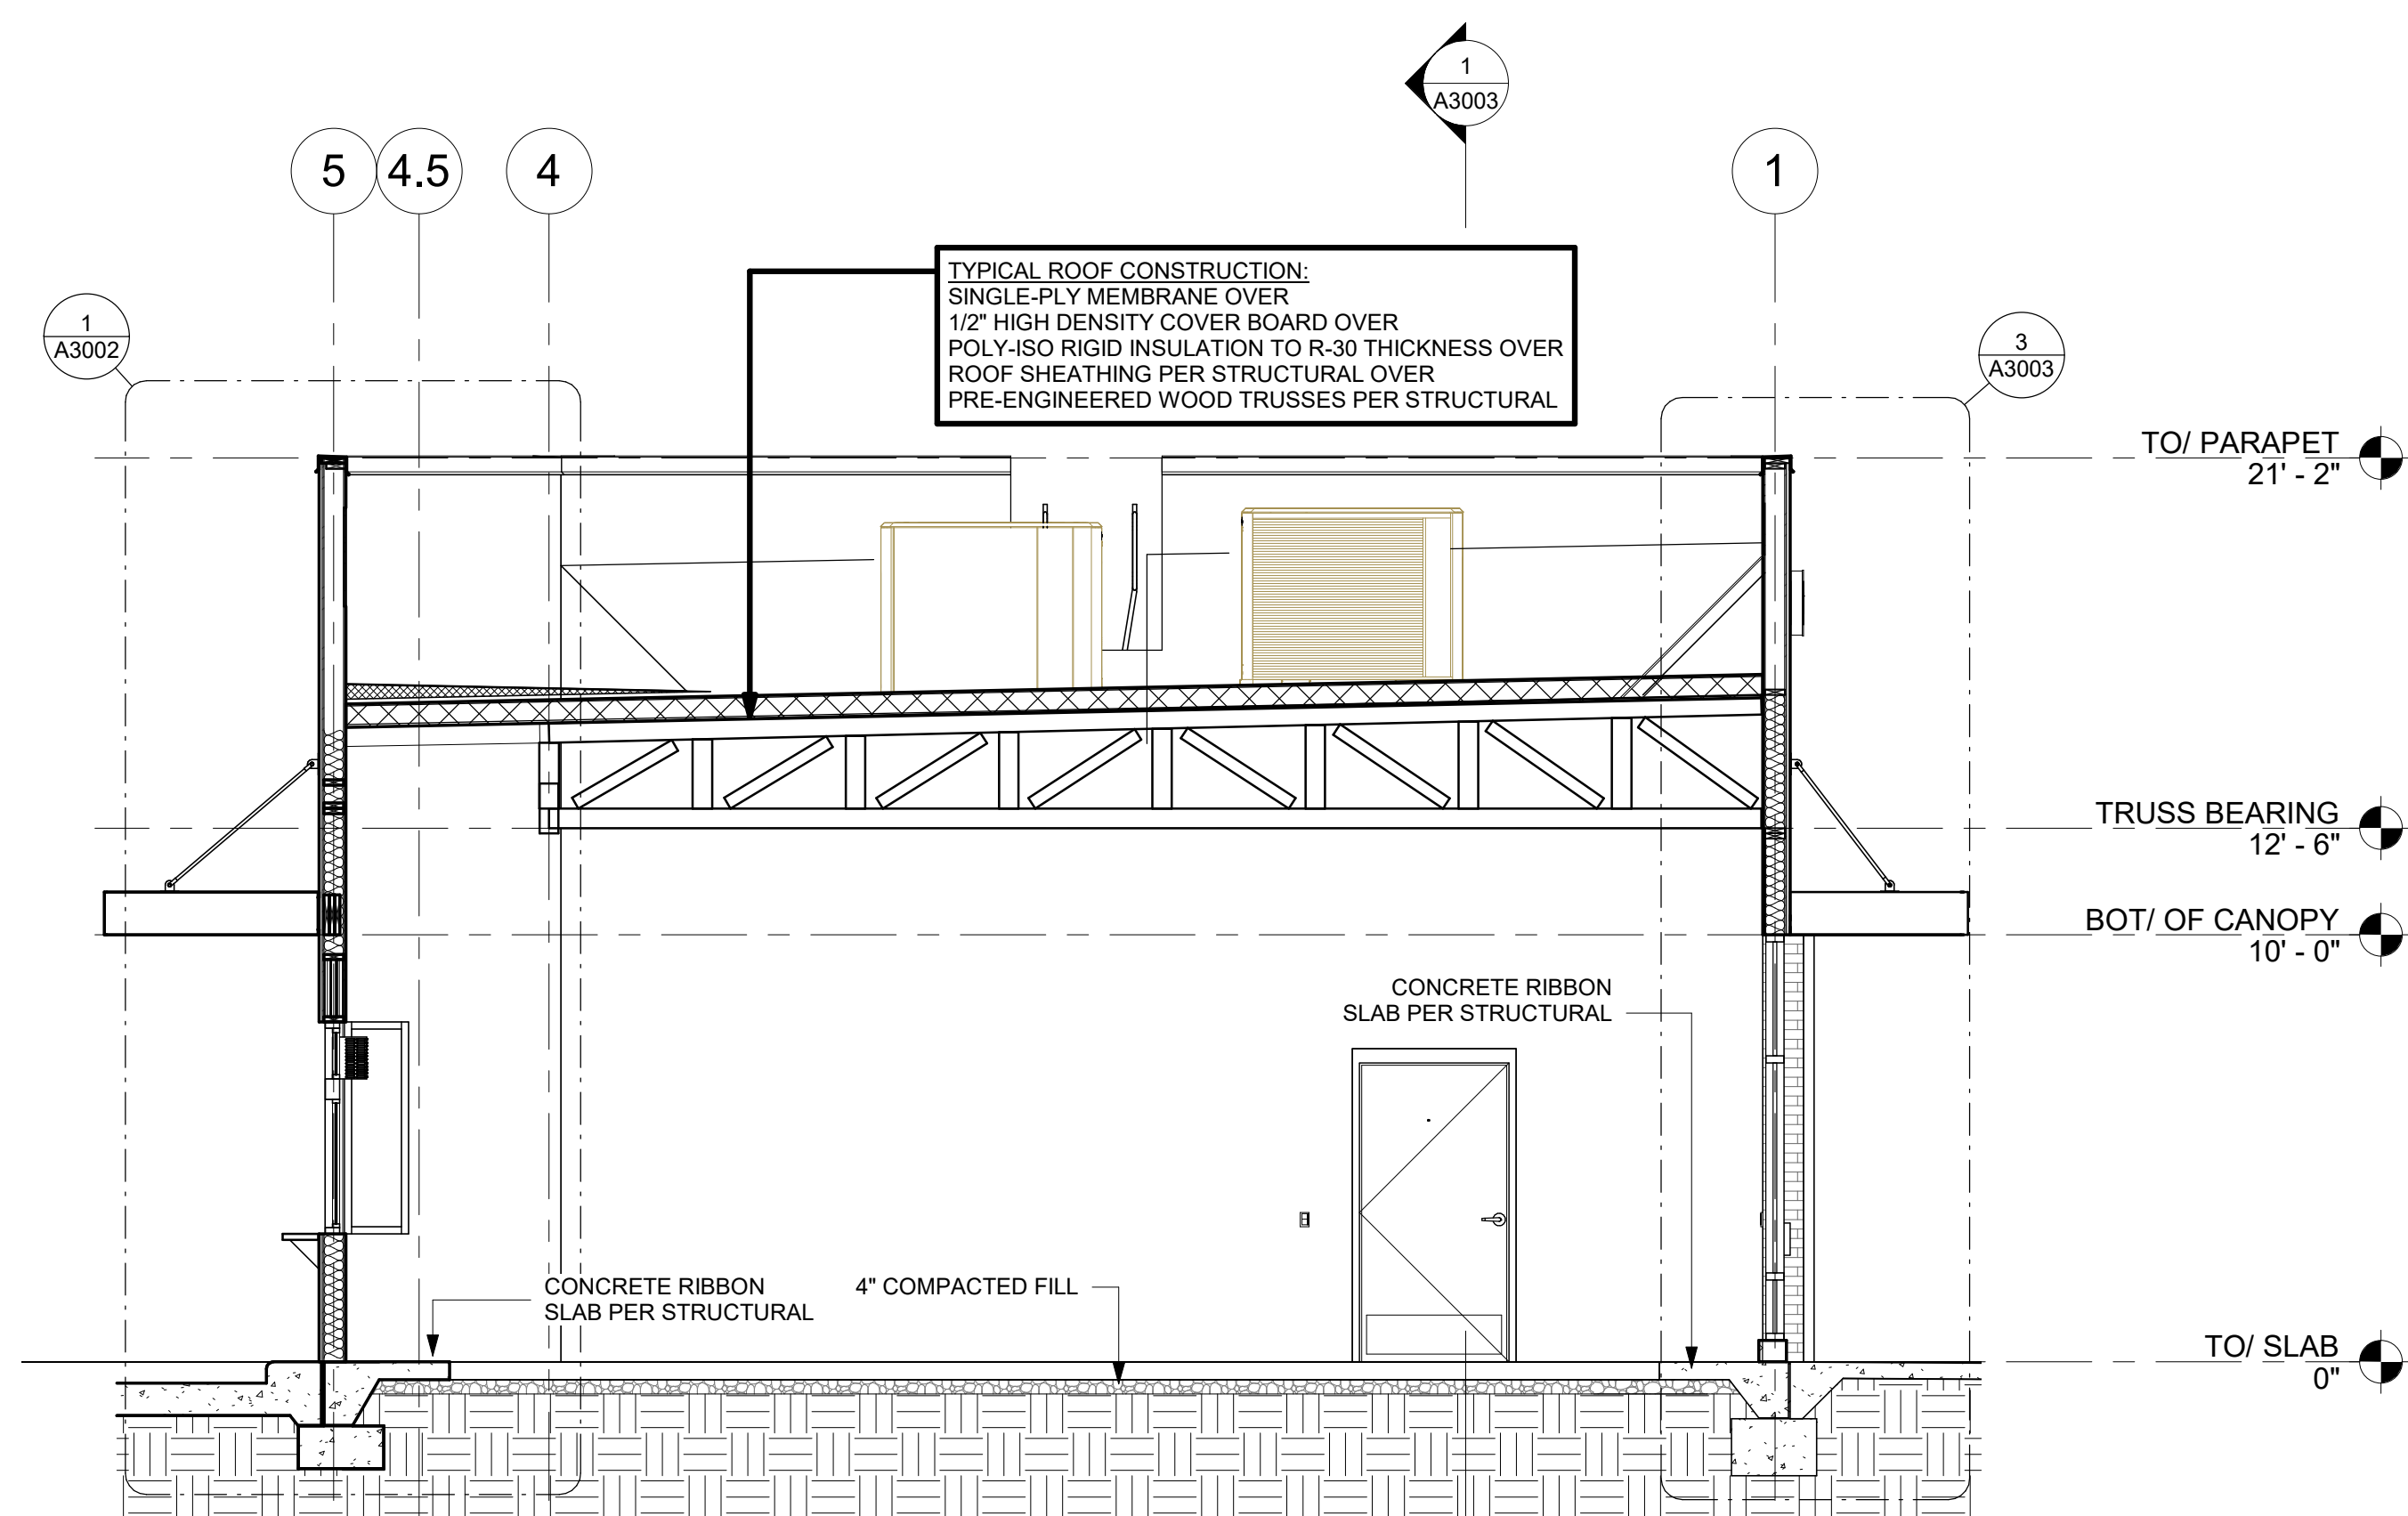 1
A3003
5
4.5
4
1
TYPICAL ROOF CONSTRUCTION:
SINGLE-PLY MEMBRANE OVER
1/2" HIGH DENSITY COVER BOARD OVER
POLY-ISO RIGID INSULATION TO R-30 THICKNESS OVER
ROOF SHEATHING PER STRUCTURAL OVER
PRE-ENGINEERED WOOD TRUSSES PER STRUCTURAL
1
A3002
3
A3003
TO/ PARAPET
21' - 2"
TRUSS BEARING
12' - 6"
BOT/ OF CANOPY
10' - 0"
CONCRETE RIBBON
SLAB PER STRUCTURAL
CONCRETE RIBBON
SLAB PER STRUCTURAL
4" COMPACTED FILL
TO/ SLAB
0"